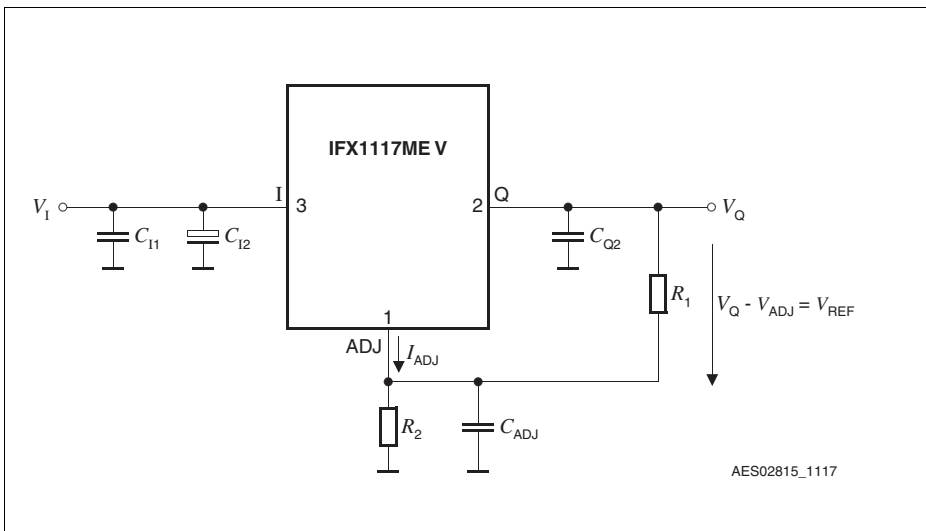 IFX1117ME V
I
3
2
Q
V_I
V_Q
C_I1
C_I2
C_Q2
R_1
V_Q - V_ADJ = V_REF
1
ADJ
I_ADJ
R_2
C_ADJ
AES02815_1117